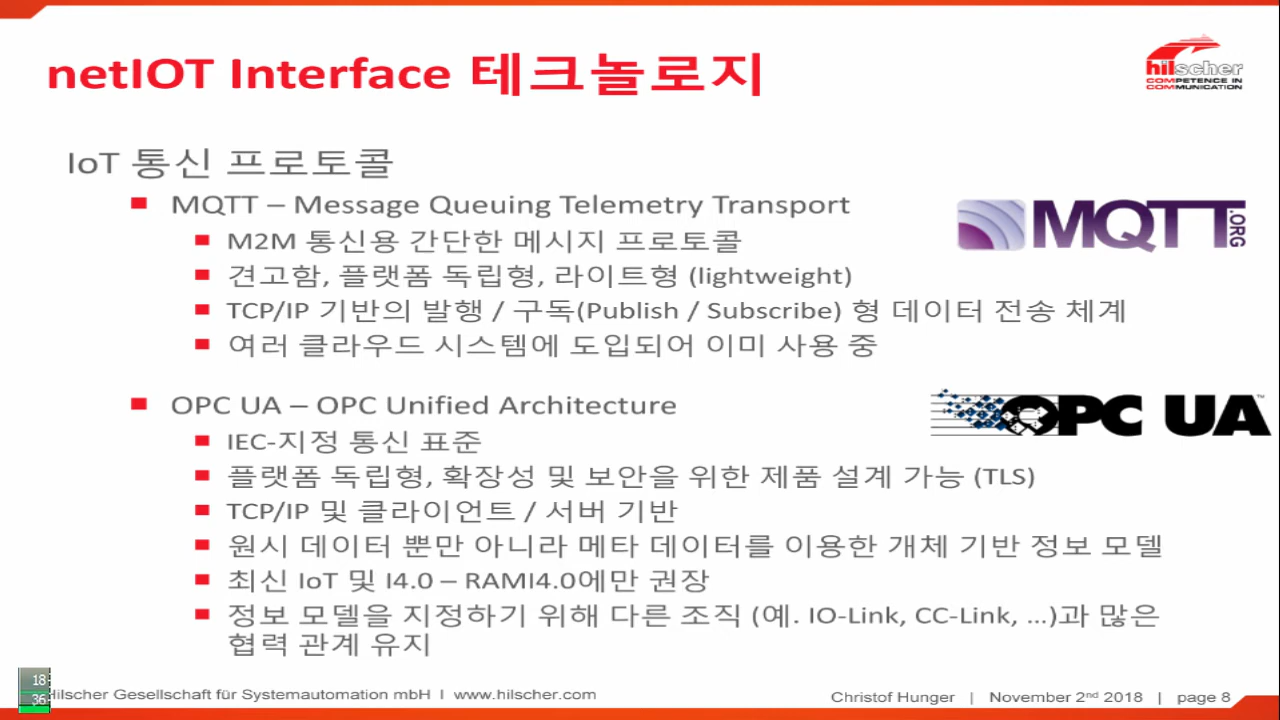 netIOT Interface 테크놀로지
hilscher
COMPETENCE IN
COMMUNICATION
IoT 통신 프로토콜
MQTT – Message Queuing Telemetry Transport
MQTT.ORG
M2M 통신용 간단한 메시지 프로토콜
견고함, 플랫폼 독립형, 라이트형 (lightweight)
TCP/IP 기반의 발행 / 구독(Publish / Subscribe) 형 데이터 전송 체계
여러 클라우드 시스템에 도입되어 이미 사용 중
OPC UA – OPC Unified Architecture
OPC UA™
IEC-지정 통신 표준
플랫폼 독립형, 확장성 및 보안을 위한 제품 설계 가능 (TLS)
TCP/IP 및 클라이언트 / 서버 기반
원시 데이터 뿐만 아니라 메타 데이터를 이용한 개체 기반 정보 모델
최신 IoT 및 I4.0 – RAMI4.0에만 권장
정보 모델을 지정하기 위해 다른 조직 (예. IO-Link, CC-Link, ...)과 많은
협력 관계 유지
18
36
Hilscher Gesellschaft für Systemautomation mbH | www.hilscher.com
Christof Hunger | November 2nd 2018 | page 8